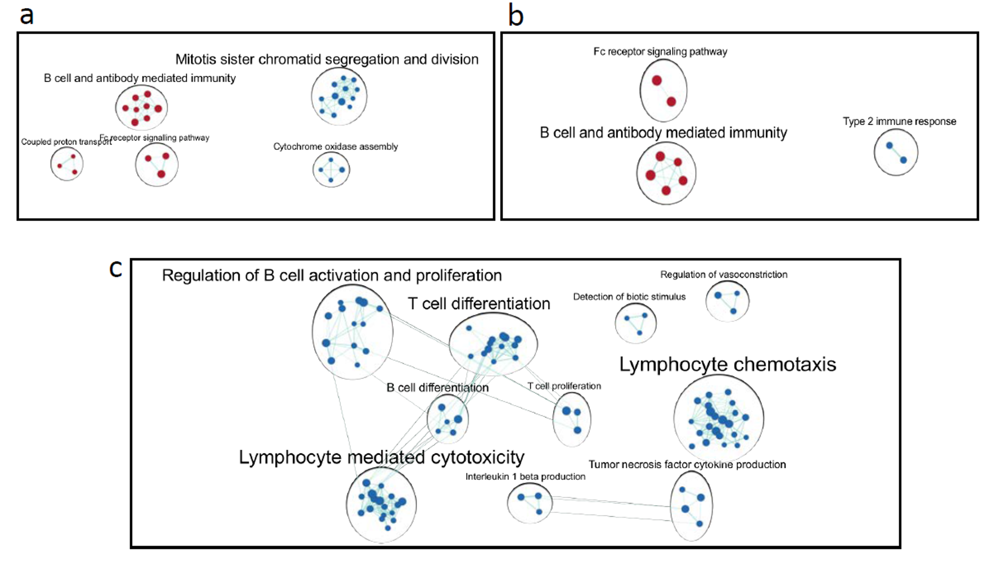 a
b
Mitotis sister chromatid segregation and division
B cell and antibody mediated immunity
Coupled proton transport
Fc receptor signalling pathway
Cytochrome oxidase assembly
Fc receptor signaling pathway
B cell and antibody mediated immunity
Type 2 immune response
c
Regulation of B cell activation and proliferation
T cell differentiation
Regulation of vasoconstriction
Detection of biotic stimulus
Lymphocyte chemotaxis
B cell differentiation
T cell proliferation
Lymphocyte mediated cytotoxicity
Tumor necrosis factor cytokine production
Interleukin 1 beta production